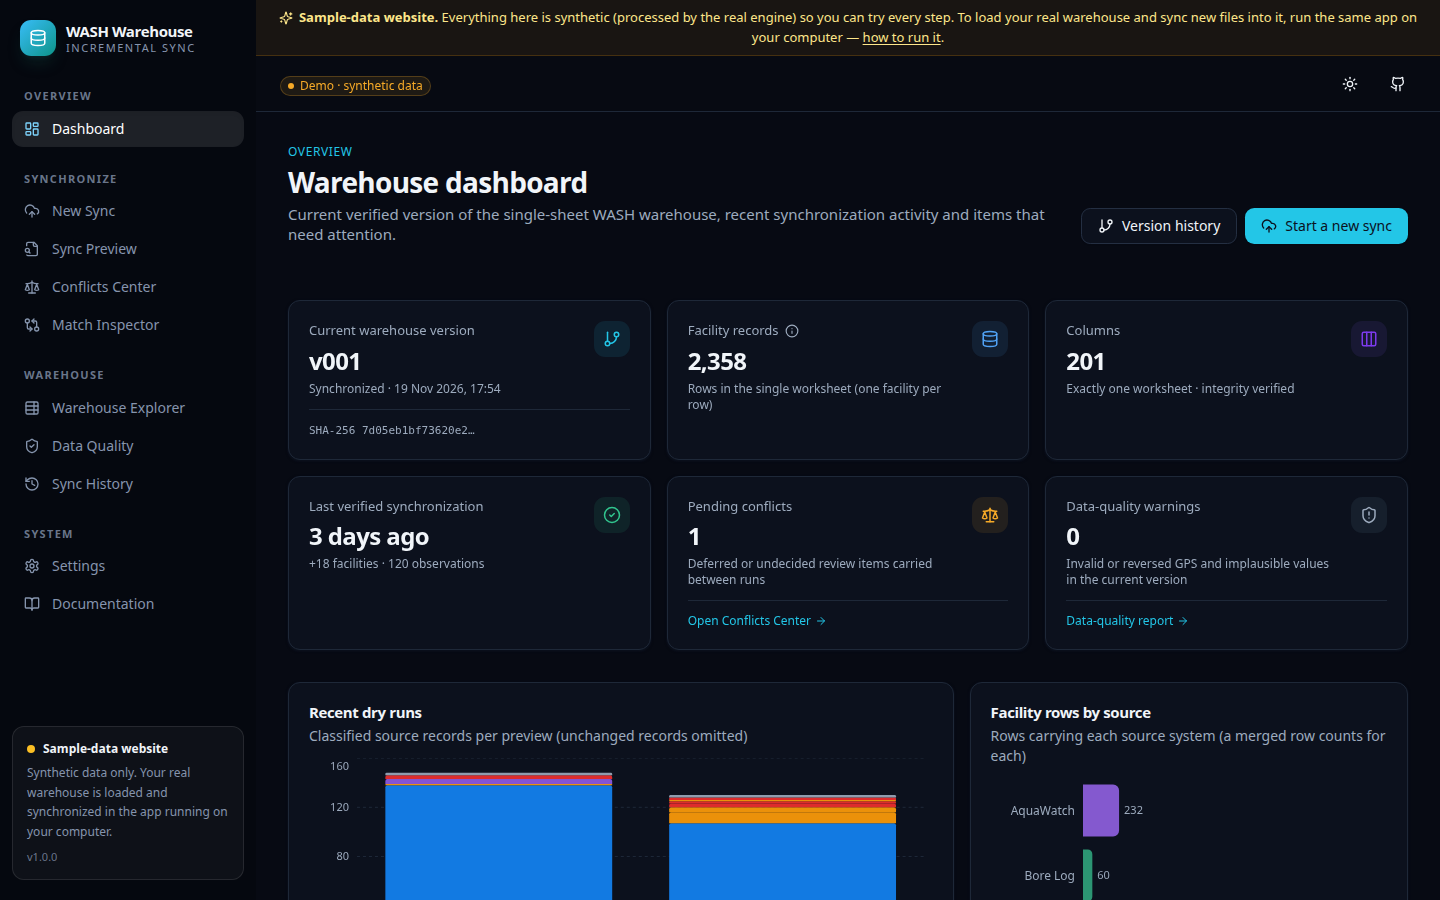 WASH Warehouse
INCREMENTAL SYNC
OVERVIEW
Dashboard
SYNCHRONIZE
New Sync
Sync Preview
Conflicts Center
Match Inspector
WAREHOUSE
Warehouse Explorer
Data Quality
Sync History
SYSTEM
Settings
Documentation
Sample-data website
Synthetic data only. Your real
warehouse is loaded and
synchronized in the app running on
your computer.
v1.0.0
Sample-data website. Everything here is synthetic (processed by the real engine) so you can try every step. To load your real warehouse and sync new files into it, run the same app on
your computer — how to run it.
Demo · synthetic data
OVERVIEW
Warehouse dashboard
Current verified version of the single-sheet WASH warehouse, recent synchronization activity and items that
need attention.
Version history
Start a new sync
Current warehouse version
v001
Synchronized · 19 Nov 2026, 17:54
SHA-256 7d05eb1bf73620e2…
Facility records
2,358
Rows in the single worksheet (one facility per
row)
Columns
201
Exactly one worksheet · integrity verified
Last verified synchronization
3 days ago
+18 facilities · 120 observations
Pending conflicts
1
Deferred or undecided review items carried
between runs
Open Conflicts Center →
Data-quality warnings
0
Invalid or reversed GPS and implausible values
in the current version
Data-quality report →
Recent dry runs
Classified source records per preview (unchanged records omitted)
160
120
80
Facility rows by source
Rows carrying each source system (a merged row counts for
each)
AquaWatch
232
Bore Log
60